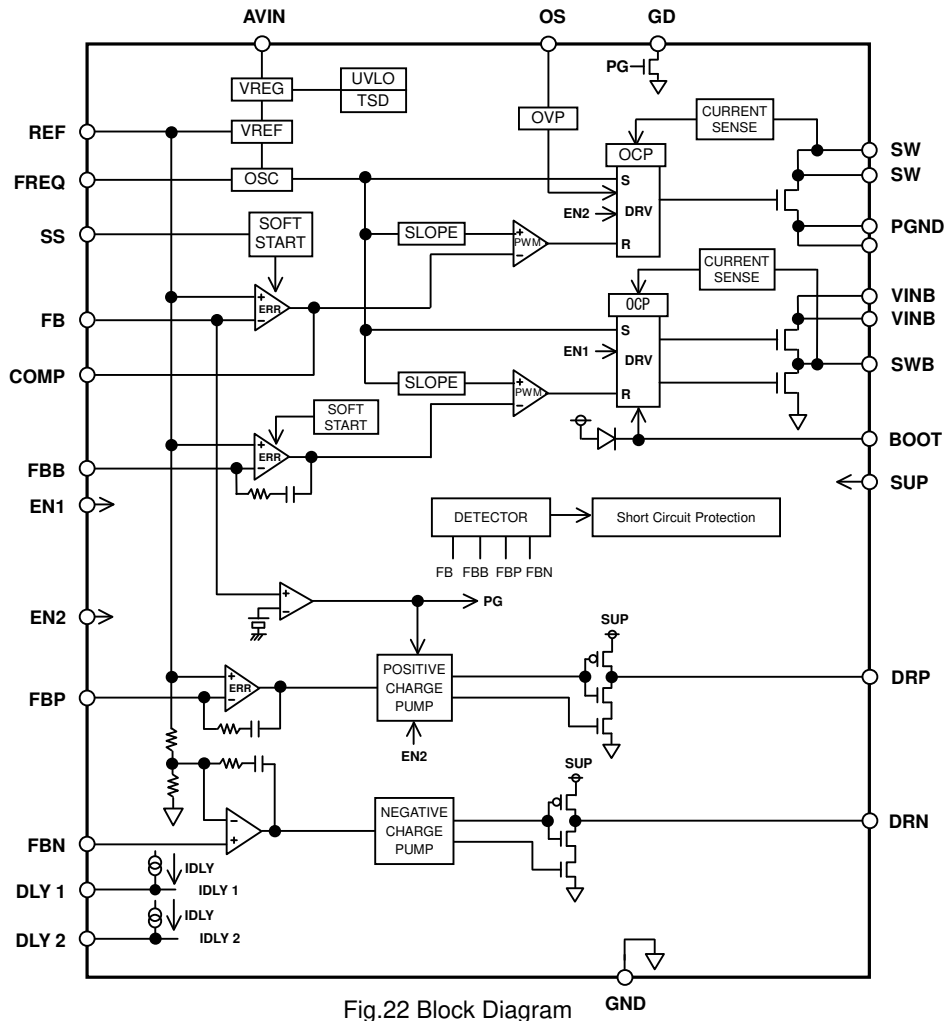 AVIN
OS
GD
PG
VREG
UVLO
TSD
OVP
CURRENT
SENSE
REF
VREF
OCP
SW
FREQ
OSC
S
SW
EN2
DRV
SS
SOFT
START
SLOPE
+
PWM
−
R
PGND
CURRENT
SENSE
+
ERR
−
OCP
VINB
FB
S
VINB
EN1
DRV
SWB
COMP
SLOPE
+
PWM
−
R
SOFT
START
+
ERR
−
BOOT
FBB
SUP
EN1
DETECTOR
Short Circuit Protection
FB FBB FBP FBN
+
−
PG
EN2
SUP
POSITIVE
CHARGE
PUMP
+
ERR
−
DRP
FBP
EN2
SUP
NEGATIVE
CHARGE
PUMP
−
+
DRN
FBN
IDLY
DLY 1
IDLY 1
IDLY
DLY 2
IDLY 2
GND
Fig.22 Block Diagram